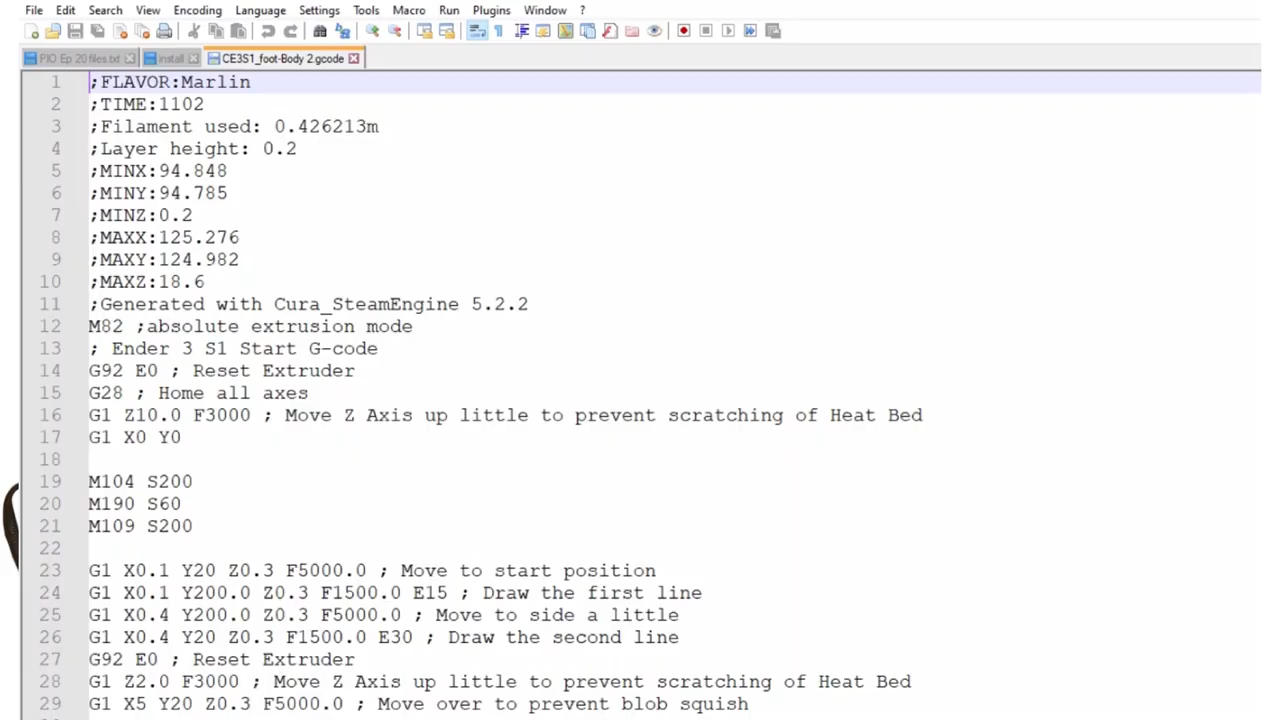 File Edit Search View Encoding Language Settings Tools Macro Run Plugins Window ?
PIO Ep 20 files.txt install CE3S1_foot-Body 2.gcode
1 ;FLAVOR:Marlin
2 ;TIME:1102
3 ;Filament used: 0.426213m
4 ;Layer height: 0.2
5 ;MINX:94.848
6 ;MINY:94.785
7 ;MINZ:0.2
8 ;MAXX:125.276
9 ;MAXY:124.982
10 ;MAXZ:18.6
11 ;Generated with Cura_SteamEngine 5.2.2
12 M82 ;absolute extrusion mode
13 ; Ender 3 S1 Start G-code
14 G92 E0 ; Reset Extruder
15 G28 ; Home all axes
16 G1 Z10.0 F3000 ; Move Z Axis up little to prevent scratching of Heat Bed
17 G1 X0 Y0
18
19 M104 S200
20 M190 S60
21 M109 S200
22
23 G1 X0.1 Y20 Z0.3 F5000.0 ; Move to start position
24 G1 X0.1 Y200.0 Z0.3 F1500.0 E15 ; Draw the first line
25 G1 X0.4 Y200.0 Z0.3 F5000.0 ; Move to side a little
26 G1 X0.4 Y20 Z0.3 F1500.0 E30 ; Draw the second line
27 G92 E0 ; Reset Extruder
28 G1 Z2.0 F3000 ; Move Z Axis up little to prevent scratching of Heat Bed
29 G1 X5 Y20 Z0.3 F5000.0 ; Move over to prevent blob squish